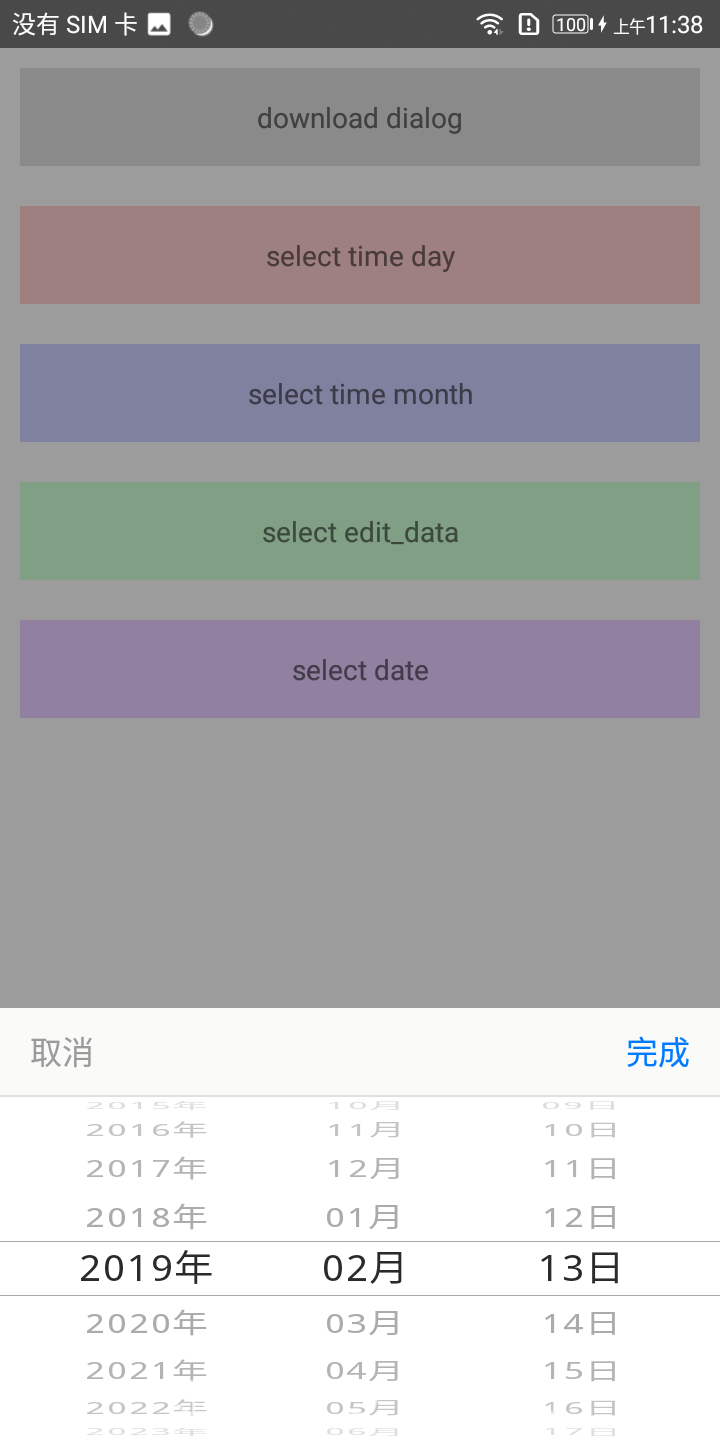 没有 SIM 卡 100 上午11:38
download dialog
select time day
select time month
select edit_data
select date
取消 完成
2015年 10月 09日
2016年 11月 10日
2017年 12月 11日
2018年 01月 12日
2019年 02月 13日
2020年 03月 14日
2021年 04月 15日
2022年 05月 16日
2023年 06月 17日